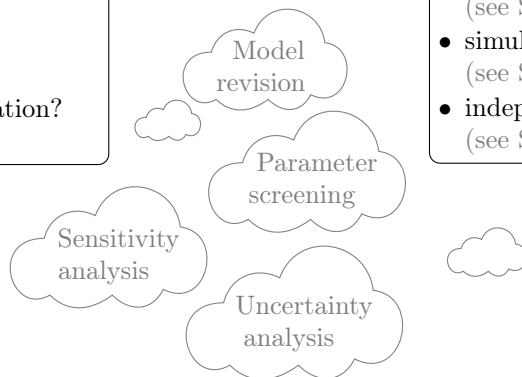 Model
revision
Parameter
screening
Sensitivity
analysis
Uncertainty
analysis
ation?
(see
• simul
(see
• indep
(see